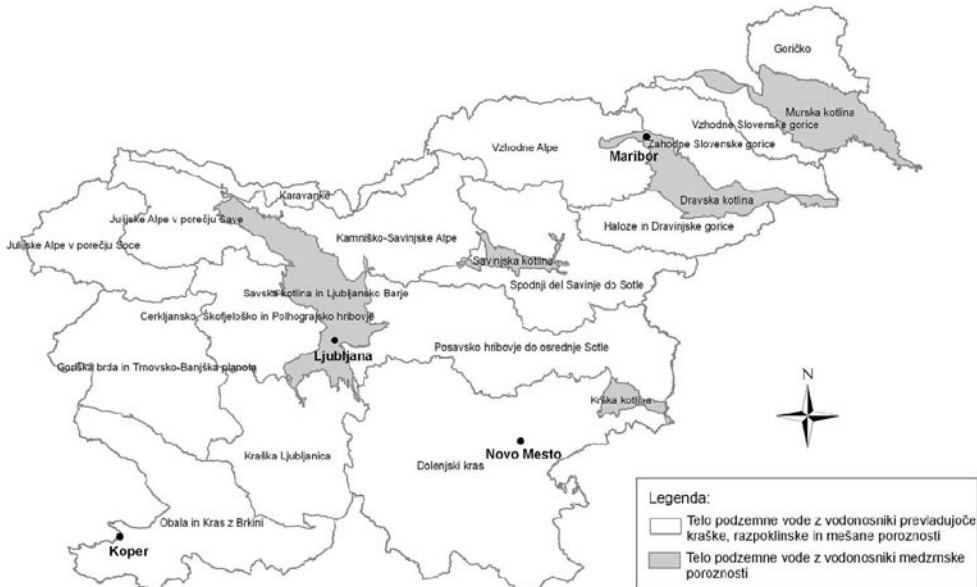 Goričko
Murska kotlina
Vzhodne Slovenske gorice
Zahodne Slovenske gorice
Maribor
Vzhodne Alpe
Dravska kotlina
Karavanke
Julijske Alpe v porečju Save
Haloze in Dravinjske gorice
Kamniško-Savinjske Alpe
Julijske Alpe v porečju Soče
Savinjska kotlina
Spodnji del Savinje do Sotle
Savska kotlina in Ljubljansko Barje
Cerkljansko, Škofjeloško in Polhograjsko hribovje
Posavsko hribovje do osrednje Sotle
Ljubljana
Goriška brda in Trnovsko-Banjška planota
N
Krška kotlina
Novo Mesto
Kraška Ljubljanica
Dolenjski kras
Obala in Kras z Brkini
Koper
Legenda:
Telo podzemne vode z vodonosniki prevladujoče
kraške, razpoklinske in mešane poroznosti
Telo podzemne vode z vodonosniki medzrnske
poroznosti